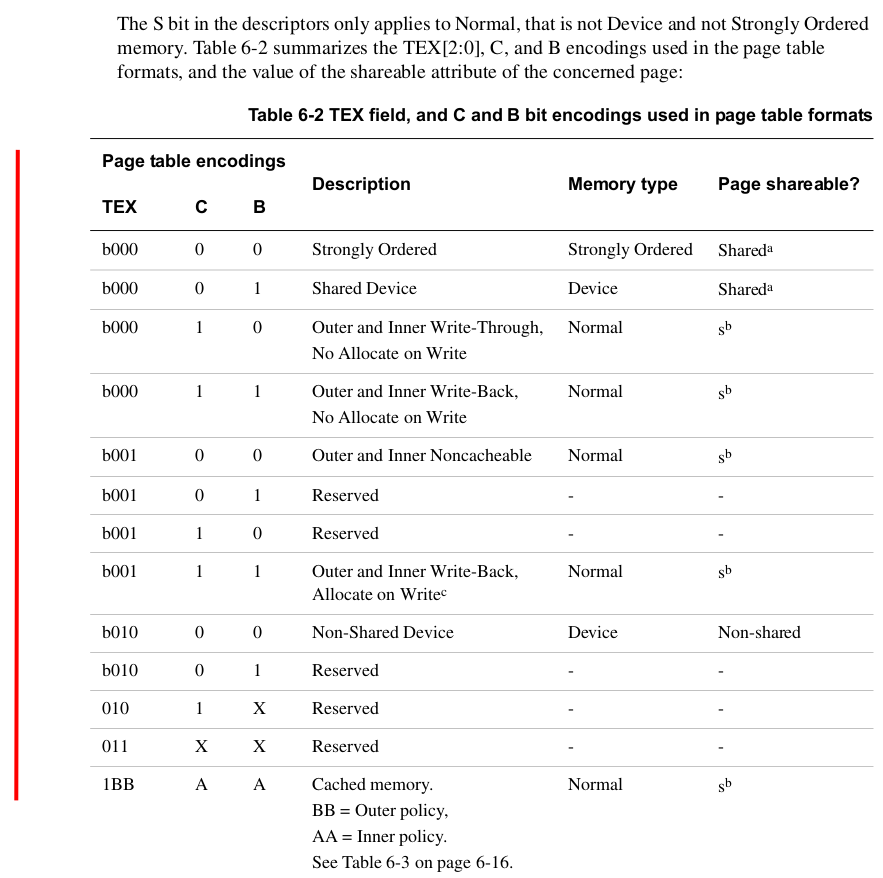 The S bit in the descriptors only applies to Normal, that is not Device and not Strongly Ordered
memory. Table 6-2 summarizes the TEX[2:0], C, and B encodings used in the page table
formats, and the value of the shareable attribute of the concerned page:
Table 6-2 TEX field, and C and B bit encodings used in page table formats
Page table encodings
Description Memory type Page shareable?
TEX C B
b000 0 0 Strongly Ordered Strongly Ordered Sharedᵃ
b000 0 1 Shared Device Device Sharedᵃ
b000 1 0 Outer and Inner Write-Through, Normal sᵇ
No Allocate on Write
b000 1 1 Outer and Inner Write-Back, Normal sᵇ
No Allocate on Write
b001 0 0 Outer and Inner Noncacheable Normal sᵇ
b001 0 1 Reserved - -
b001 1 0 Reserved - -
b001 1 1 Outer and Inner Write-Back, Normal sᵇ
Allocate on Writeᶜ
b010 0 0 Non-Shared Device Device Non-shared
b010 0 1 Reserved - -
010 1 X Reserved - -
011 X X Reserved - -
1BB A A Cached memory. Normal sᵇ
BB = Outer policy,
AA = Inner policy.
See Table 6-3 on page 6-16.